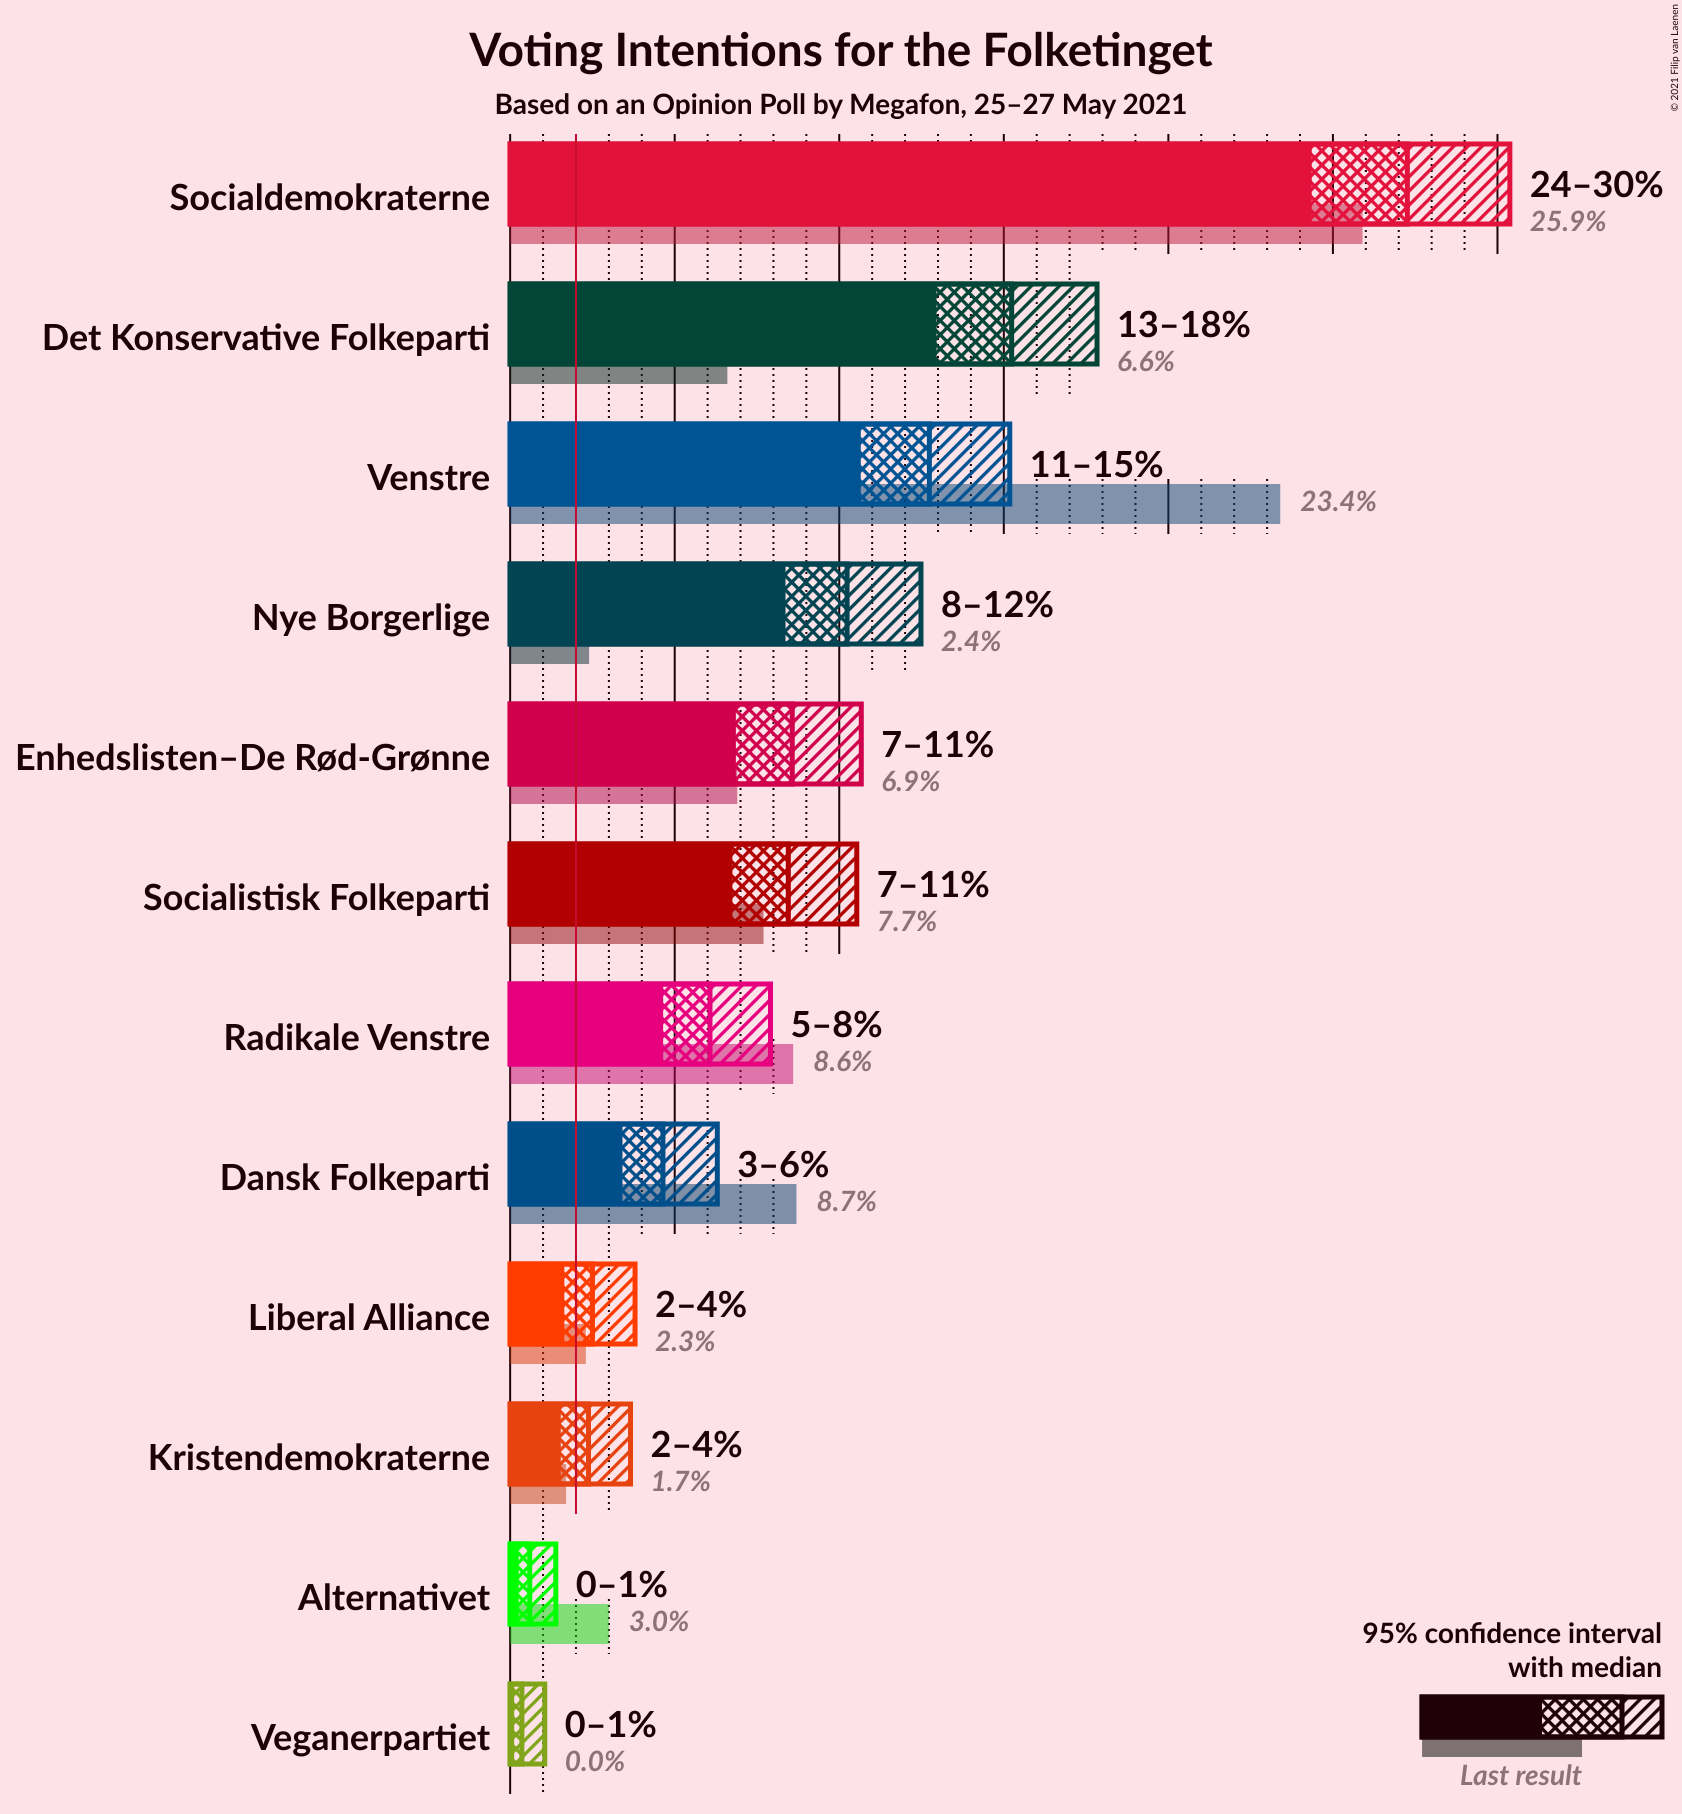 © 2021 Filip van Laenen
Voting Intentions for the Folketinget
Based on an Opinion Poll by Megafon, 25–27 May 2021
Socialdemokraterne
24–30%
25.9%
Det Konservative Folkeparti
13–18%
6.6%
Venstre
11–15%
23.4%
Nye Borgerlige
8–12%
2.4%
Enhedslisten–De Rød-Grønne
7–11%
6.9%
Socialistisk Folkeparti
7–11%
7.7%
Radikale Venstre
5–8%
8.6%
Dansk Folkeparti
3–6%
8.7%
Liberal Alliance
2–4%
2.3%
Kristendemokraterne
2–4%
1.7%
Alternativet
0–1%
3.0%
Veganerpartiet
0–1%
0.0%
95% confidence interval
with median
Last result